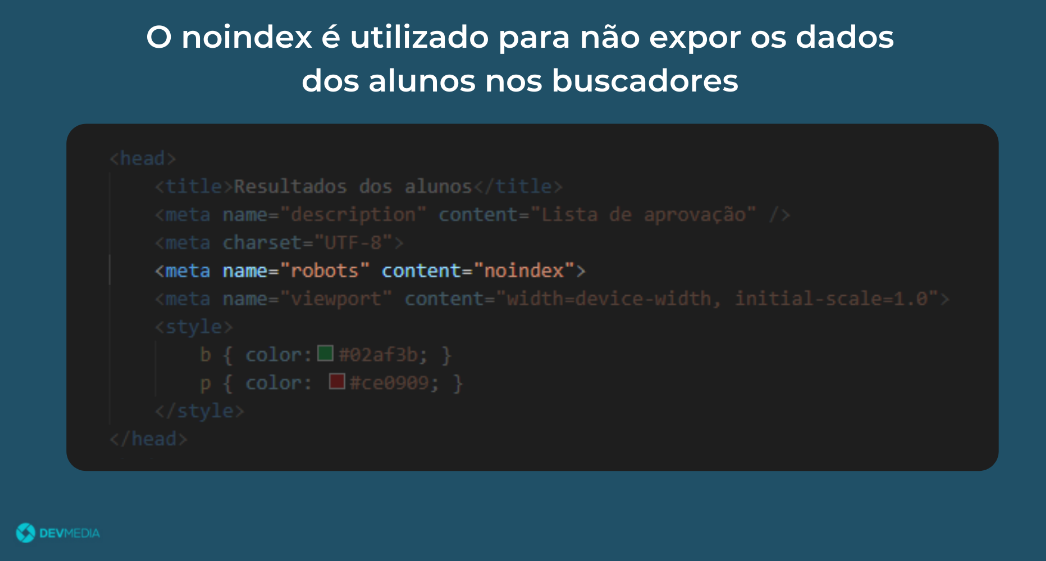 O noindex é utilizado para não expor os dados
dos alunos nos buscadores
<head>
<title>Resultados dos alunos</title>
<meta name="description" content="Lista de aprovação" />
<meta charset="UTF-8">
<meta name="robots" content="noindex">
<meta name="viewport" content="width=device-width, initial-scale=1.0">
<style>
b { color: #02af3b; }
p { color: #ce0909; }
</style>
</head>
DEVMEDIA